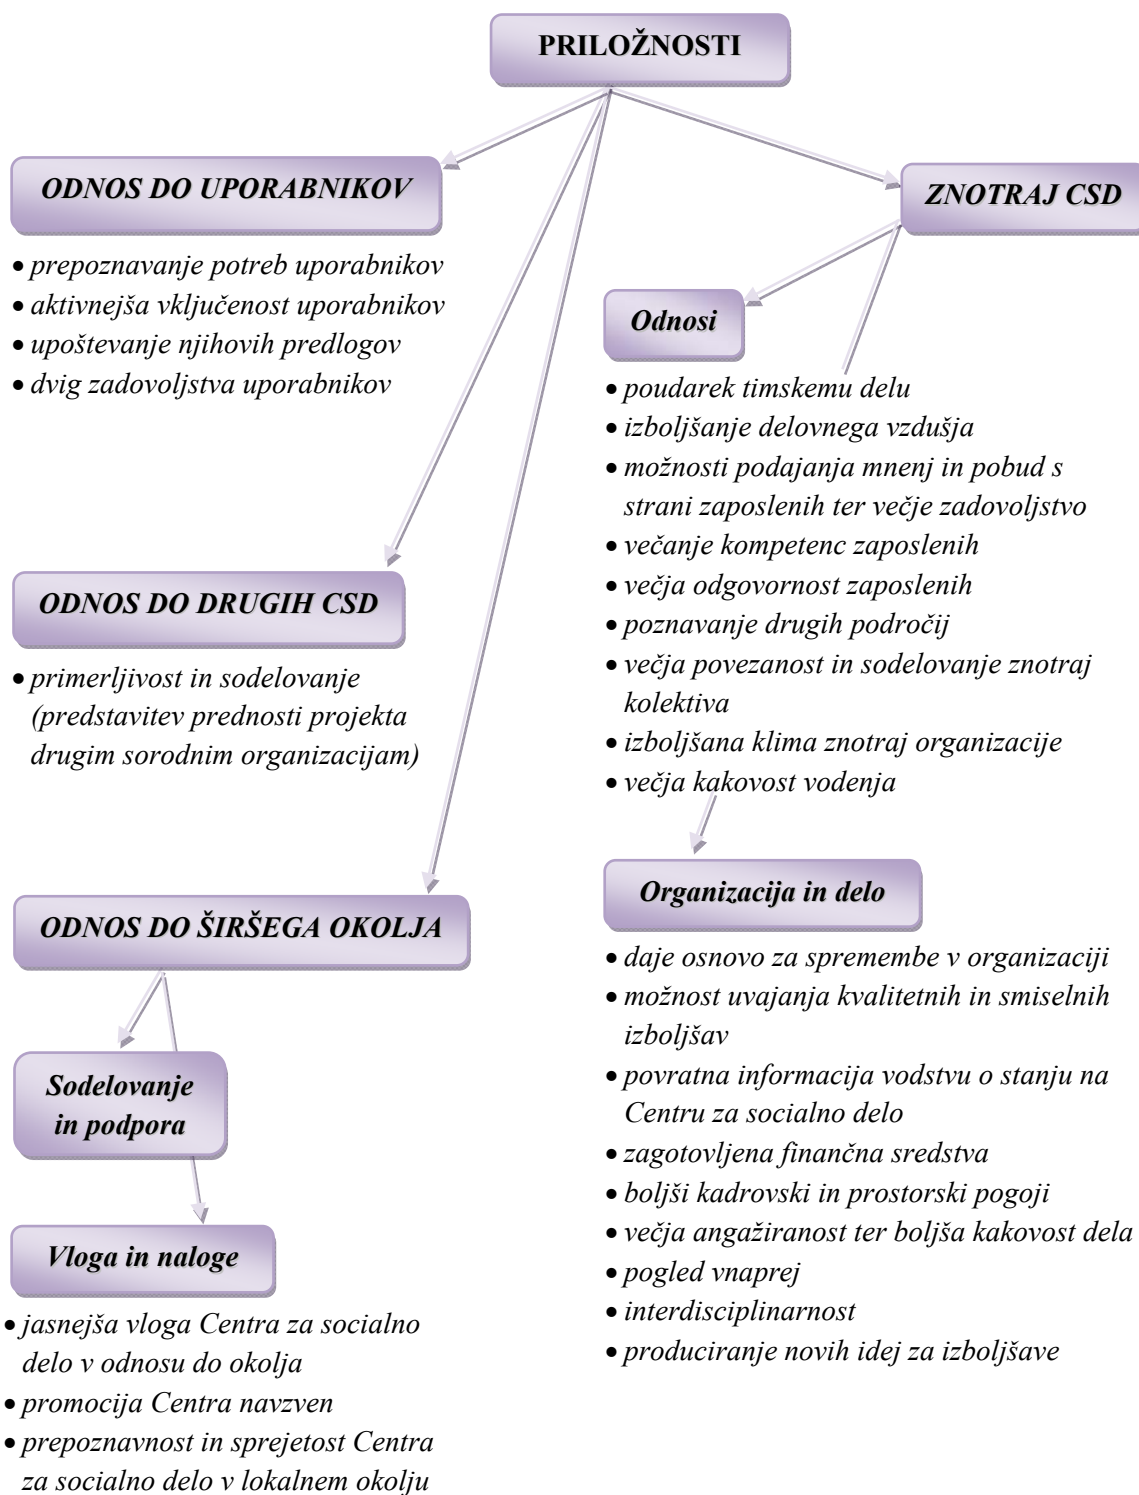 PRILOŽNOSTI
ODNOS DO UPORABNIKOV
• prepoznavanje potreb uporabnikov
• aktivnejša vključenost uporabnikov
• upoštevanje njihovih predlogov
• dvig zadovoljstva uporabnikov
ODNOS DO DRUGIH CSD
• primerljivost in sodelovanje
(predstavitev prednosti projekta
drugim sorodnim organizacijam)
ODNOS DO ŠIRŠEGA OKOLJA
Sodelovanje
in podpora
Vloga in naloge
• jasnejša vloga Centra za socialno
delo v odnosu do okolja
• promocija Centra navzven
• prepoznavnost in sprejetost Centra
za socialno delo v lokalnem okolju
ZNOTRAJ CSD
Odnosi
• poudarek timskemu delu
• izboljšanje delovnega vzdušja
• možnosti podajanja mnenj in pobud s
strani zaposlenih ter večje zadovoljstvo
• večanje kompetenc zaposlenih
• večja odgovornost zaposlenih
• poznavanje drugih področij
• večja povezanost in sodelovanje znotraj
kolektiva
• izboljšana klima znotraj organizacije
• večja kakovost vodenja
Organizacija in delo
• daje osnovo za spremembe v organizaciji
• možnost uvajanja kvalitetnih in smiselnih
izboljšav
• povratna informacija vodstvu o stanju na
Centru za socialno delo
• zagotovljena finančna sredstva
• boljši kadrovski in prostorski pogoji
• večja angažiranost ter boljša kakovost dela
• pogled vnaprej
• interdisciplinarnost
• produciranje novih idej za izboljšave